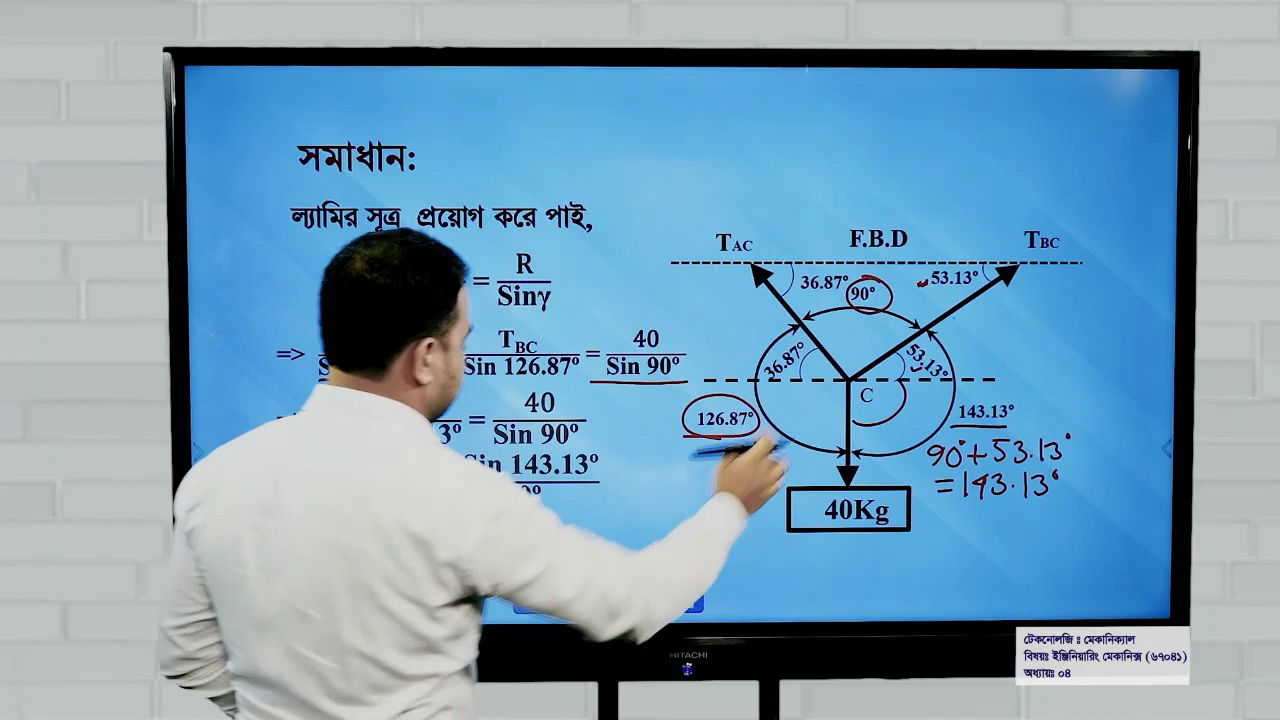 সমাধান:
ল্যামির সূত্র প্রয়োগ করে পাই,
= R
Sinγ
=> TBC = 40
Sin 126.87° Sin 90°
3° = 40
Sin 90°
Sin 143.13°
0°
F.B.D
TAC
TBC
36.87°
90°
53.13°
36.87°
53.13°
C
126.87°
143.13°
90°+53.13°
=143.13°
40Kg
HITACHI
টেকনোলজি ঃ মেকানিক্যাল
বিষয়ঃ ইঞ্জিনিয়ারিং মেকানিক্স (৬৭০৪১)
অধ্যায়ঃ ০৪